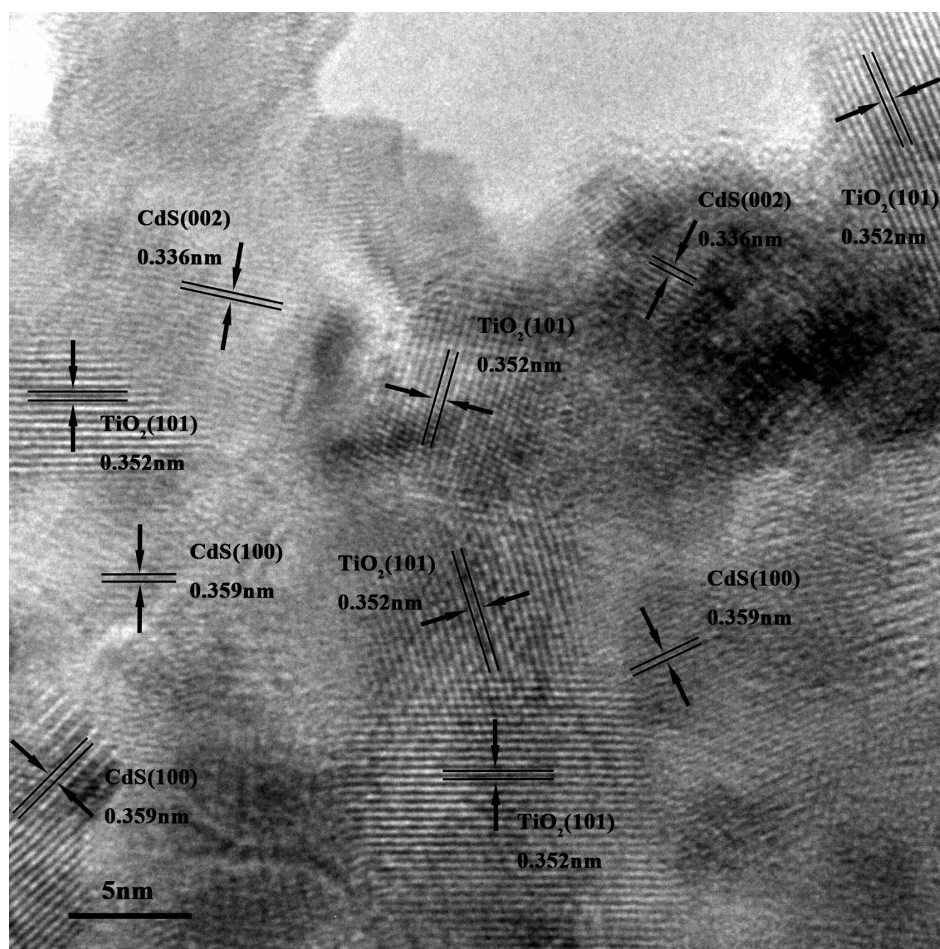 TiO₂(101)
0.352nm
CdS(002)
0.336nm
CdS(002)
0.336nm
TiO₂(101)
0.352nm
TiO₂(101)
0.352nm
CdS(100)
0.359nm
TiO₂(101)
0.352nm
CdS(100)
0.359nm
CdS(100)
0.359nm
TiO₂(101)
0.352nm
5nm